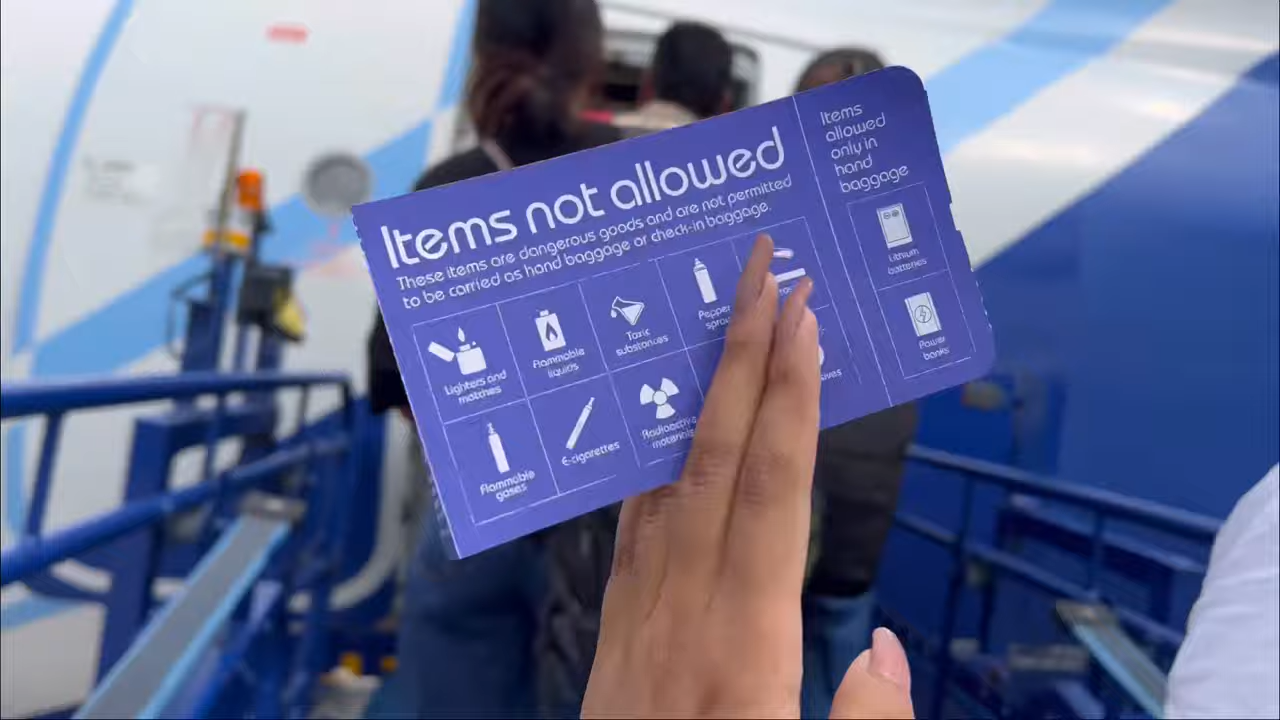 Items not allowed
These items are dangerous goods and are not permitted
to be carried as hand baggage or check-in baggage.
Lighters and
matches
Flammable
liquids
Toxic
substances
Pepper
Flammable
gases
E-cigarettes
Radioactive
materials
Items
allowed
only in
hand
baggage
Lithium
batteries
Power
banks